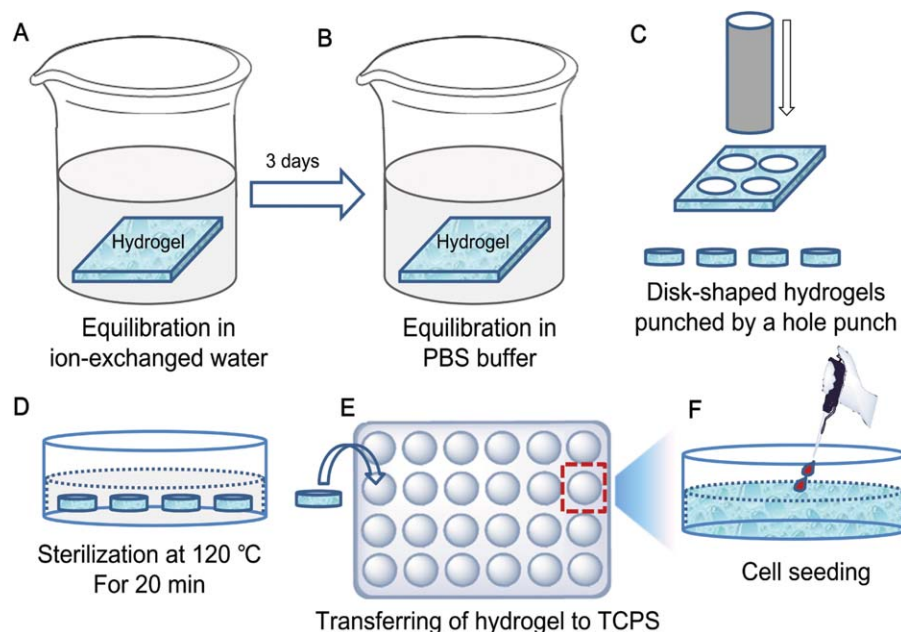 A
Hydrogel
Equilibration in
ion-exchanged water
3 days
B
Hydrogel
Equilibration in
PBS buffer
C
Disk-shaped hydrogels
punched by a hole punch
D
Sterilization at 120 °C
For 20 min
E
Transferring of hydrogel to TCPS
F
Cell seeding